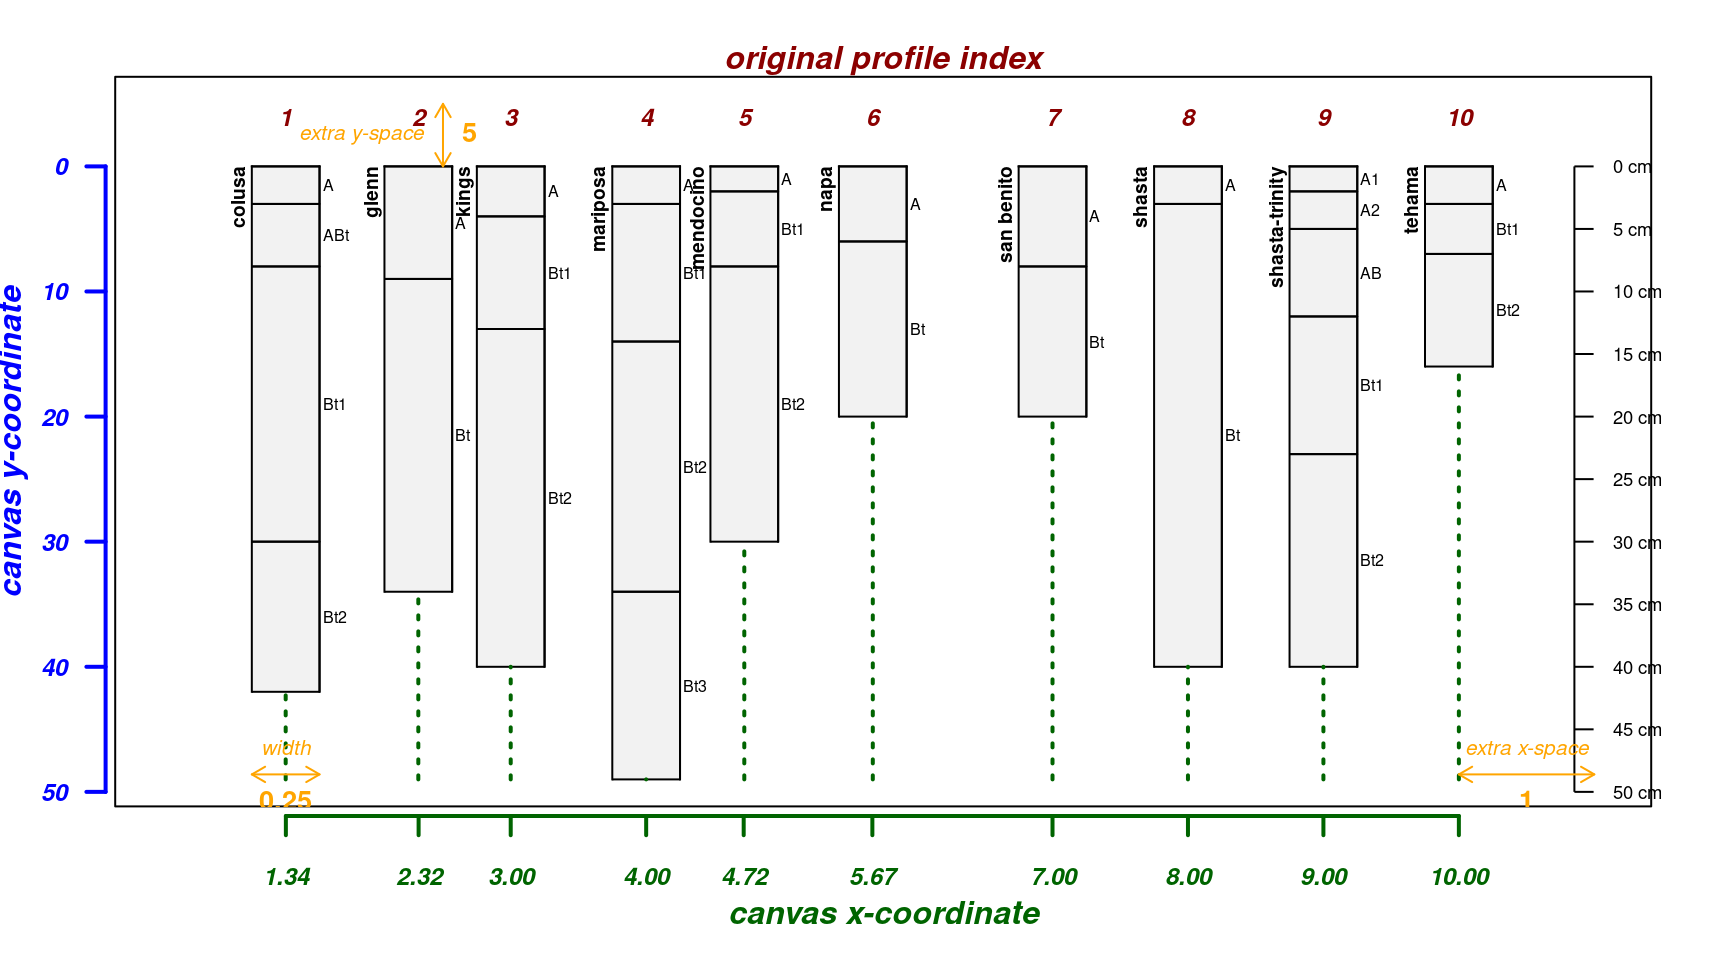 original profile index
1 2 3 4 5 6 7 8 9 10
extra y-space 5
canvas y-coordinate
0
10
20
30
40
50
colusa
A
ABt
Bt1
Bt2
glenn
A
Bt
kings
A
Bt1
Bt2
mariposa
A
Bt1
Bt2
Bt3
mendocino
A
Bt1
Bt2
napa
A
Bt
san benito
A
Bt
shasta
A
Bt
shasta-trinity
A1
A2
AB
Bt1
Bt2
tehama
A
Bt1
Bt2
0 cm
5 cm
10 cm
15 cm
20 cm
25 cm
30 cm
35 cm
40 cm
45 cm
50 cm
width
0.25
extra x-space
1
1.34 2.32 3.00 4.00 4.72 5.67 7.00 8.00 9.00 10.00
canvas x-coordinate